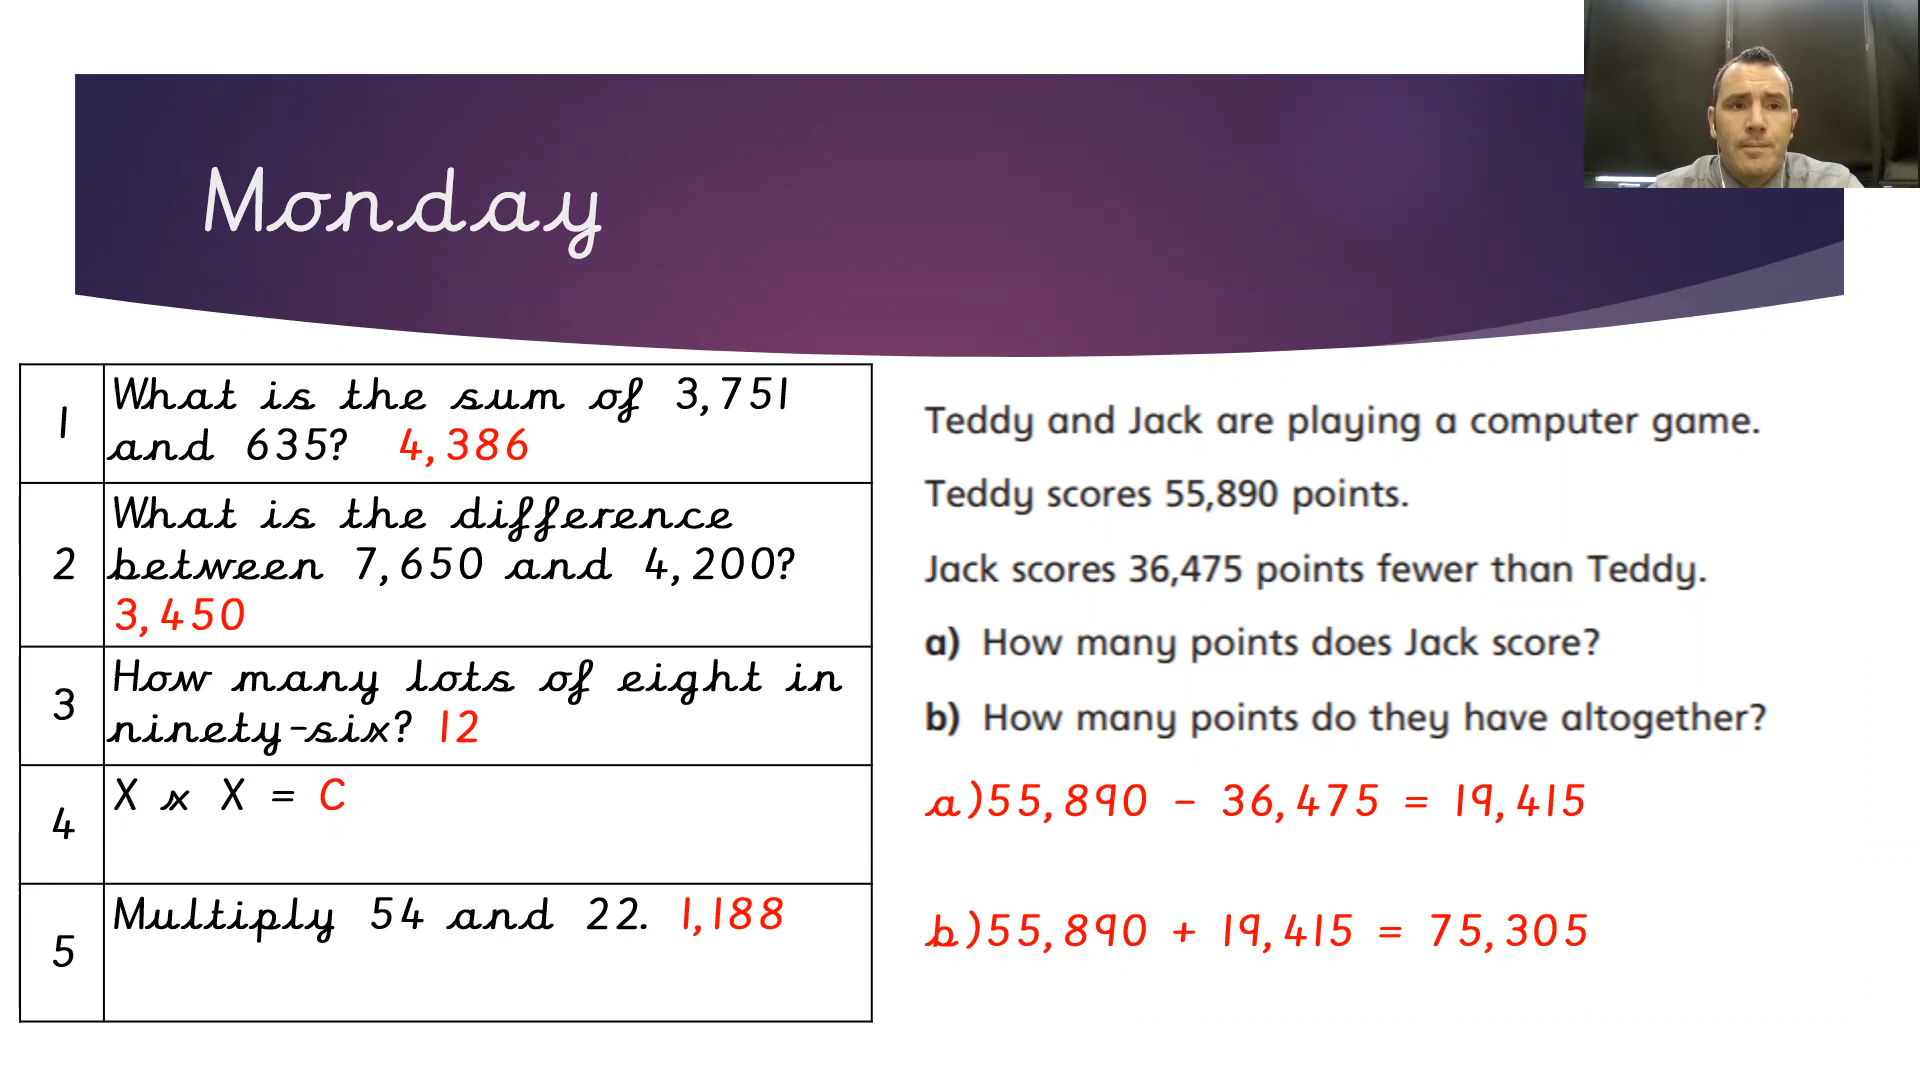 Monday
1
What is the sum of 3,751
and 635? 4,386
2
What is the difference
between 7,650 and 4,200?
3,450
3
How many lots of eight in
ninety-six? 12
4
X x X = C
5
Multiply 54 and 22. 1,188
Teddy and Jack are playing a computer game.
Teddy scores 55,890 points.
Jack scores 36,475 points fewer than Teddy.
a) How many points does Jack score?
b) How many points do they have altogether?
a)55,890 - 36,475 = 19,415
b)55,890 + 19,415 = 75,305